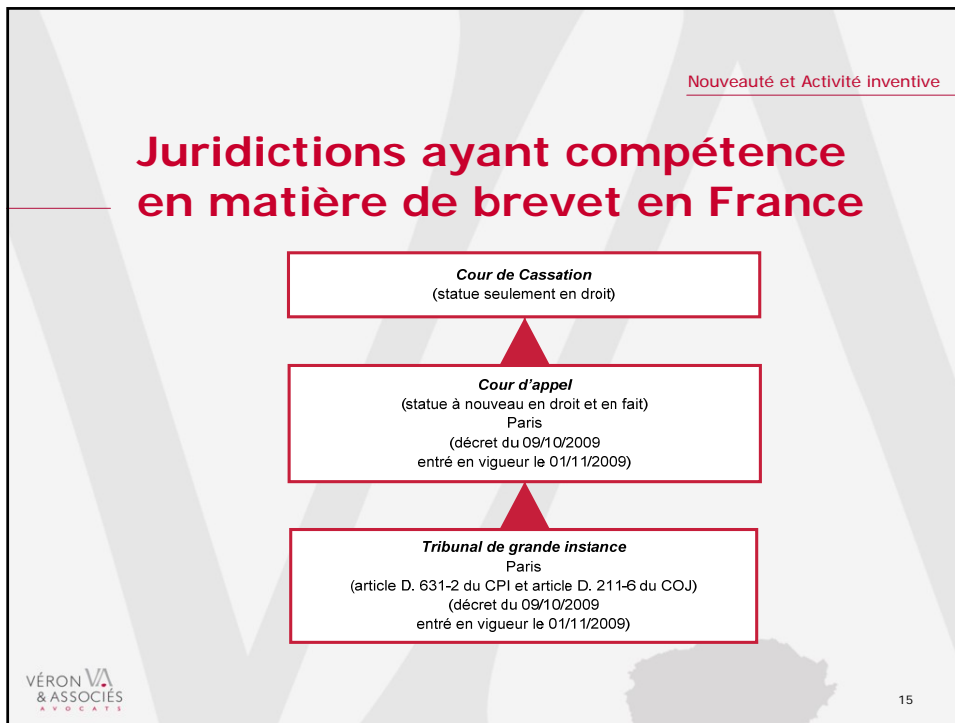 Nouveauté et Activité inventive
Juridictions ayant compétence
en matière de brevet en France
Cour de Cassation
(statue seulement en droit)
Cour d'appel
(statue à nouveau en droit et en fait)
Paris
(décret du 09/10/2009
entré en vigueur le 01/11/2009)
Tribunal de grande instance
Paris
(article D. 631-2 du CPI et article D. 211-6 du COJ)
(décret du 09/10/2009
entré en vigueur le 01/11/2009)
VÉRON VA
& ASSOCIÉS
AVOCATS
15